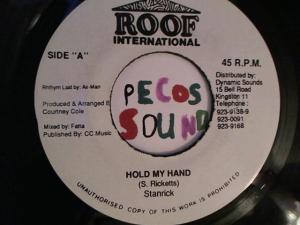 ROOF
INTERNATIONAL
SIDE "A"
45 R.P.M.
Rhthym Laid by: Ax-Man
Produced & Arranged B
Courtney Cole
Mixed by: Fatta
Published By: CC.Music
Distributed by:
Dynamic Sounds
15 Bell Road
Kingston 11
Telephone :
923-9138-9
923-0091
923-9168
PECOS
SOUND
HOLD MY HAND
(S. Ricketts)
Stanrick
UNAUTHORISED COPY OF THIS WORK IS PROHIBITED